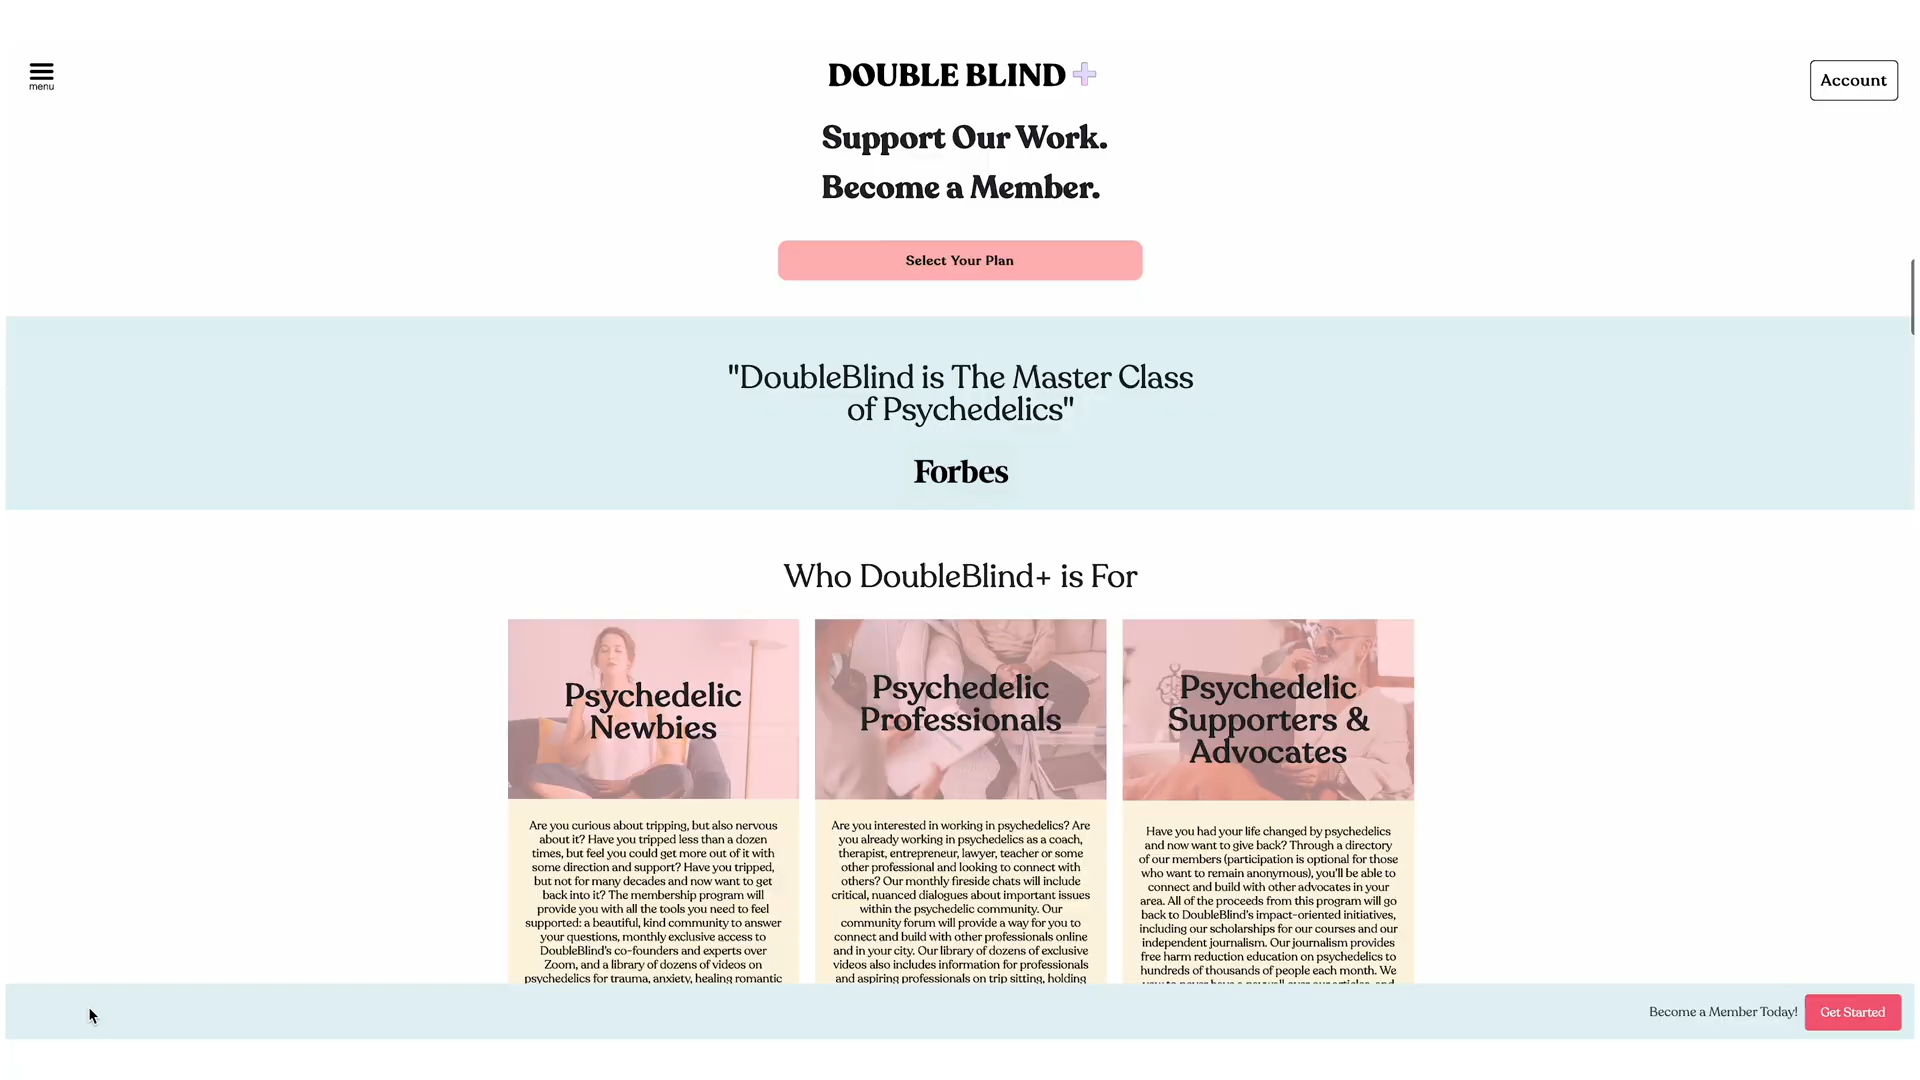 menu
DOUBLE BLIND
Account
Support Our Work.
Become a Member.
Select Your Plan
"DoubleBlind is The Master Class
of Psychedelics"
Forbes
Who DoubleBlind+ is For
Psychedelic
Newbies
Are you curious about tripping, but also nervous
about it? Have you tripped less than a dozen
times, but feel you could get more out of it with
some direction and support? Have you tripped,
but not for many decades and now want to get
back into it? The membership program will
provide you with all the tools you need to feel
supported: a beautiful, kind community to answer
your questions, monthly exclusive access to
DoubleBlind's co-founders and experts over
Zoom, and a library of dozens of videos on
psychedelics for trauma, anxiety, healing romantic
Psychedelic
Professionals
Are you interested in working in psychedelics? Are
you already working in psychedelics as a coach,
therapist, entrepreneur, lawyer, teacher or some
other professional and looking to connect with
others? Our monthly fireside chats will include
critical, nuanced dialogues about important issues
within the psychedelic community. Our
community forum will provide a way for you to
connect and build with other professionals online
and in your city. Our library of dozens of exclusive
videos also includes information for professionals
and aspiring professionals on trip sitting, holding
Psychedelic
Supporters &
Advocates
Have you had your life changed by psychedelics
and now want to give back? Through a directory
of our members (participation is optional for those
who want to remain anonymous), you'll be able to
connect and build with other advocates in your
area. All of the proceeds from this program will go
back to DoubleBlind's impact-oriented initiatives,
including our scholarships for our courses and our
independent journalism. Our journalism provides
free harm reduction education on psychedelics to
hundreds of thousands of people each month. We
Become a Member Today!
Get Started